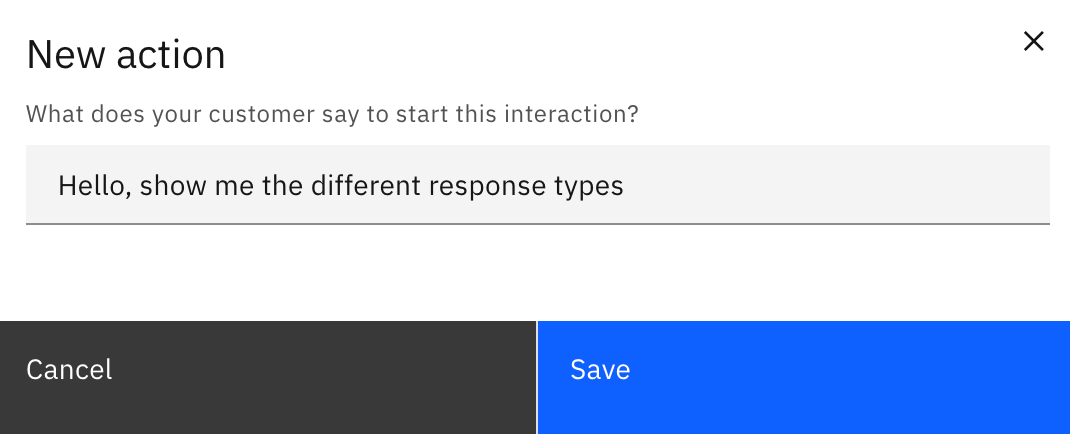 New action
What does your customer say to start this interaction?
Hello, show me the different response types
Cancel
Save